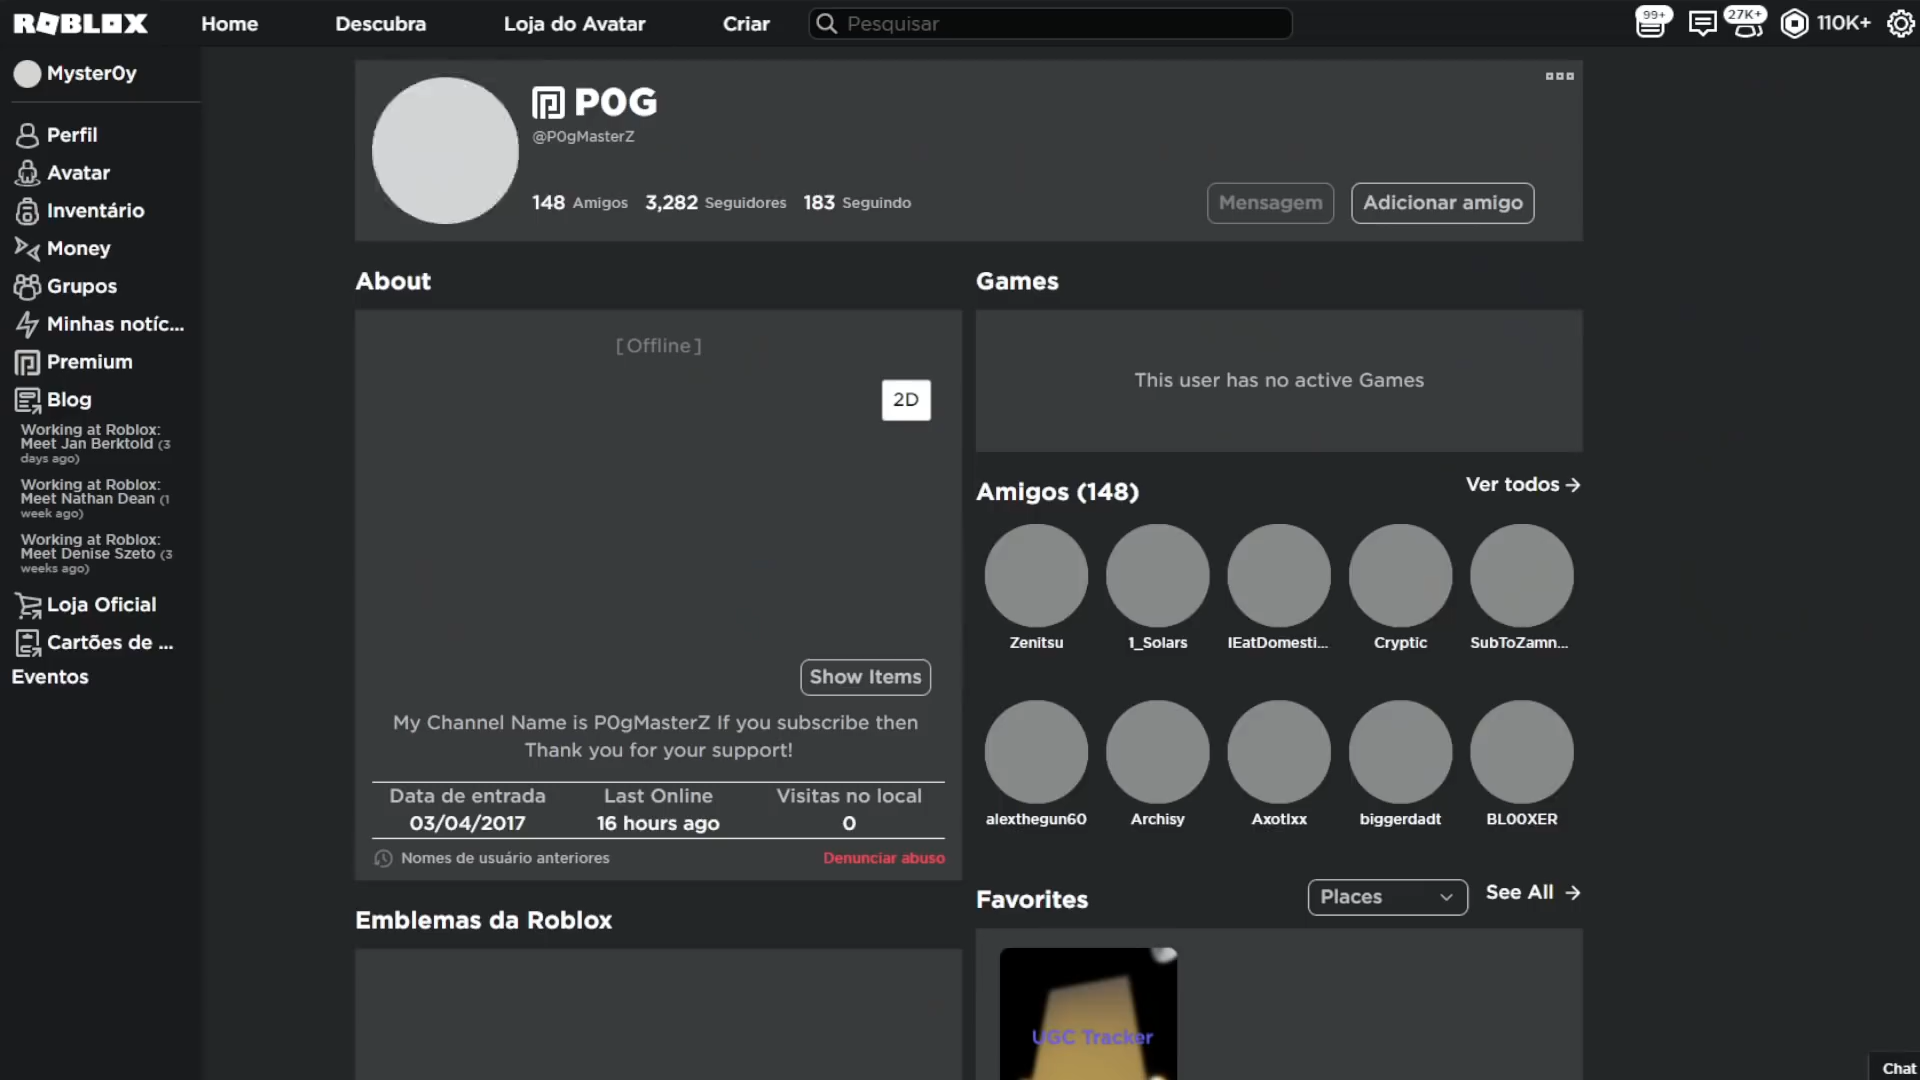 ROBLOX
Home
Descubra
Loja do Avatar
Criar
Pesquisar
99+
27K+
110K+
Myster0y
Perfil
Avatar
Inventário
Money
Grupos
Minhas notíc...
Premium
Blog
Working at Roblox:
Meet Jan Berktold (3
days ago)
Working at Roblox:
Meet Nathan Dean (1
week ago)
Working at Roblox:
Meet Denise Szeto (3
weeks ago)
Loja Oficial
Cartões de ...
Eventos
P0G
@P0gMasterZ
148 Amigos 3,282 Seguidores 183 Seguindo
Mensagem
Adicionar amigo
About
[Offline]
2D
Show Items
My Channel Name is P0gMasterZ If you subscribe then
Thank you for your support!
Data de entrada Last Online Visitas no local
03/04/2017 16 hours ago 0
Nomes de usuário anteriores
Denunciar abuso
Emblemas da Roblox
Games
This user has no active Games
Amigos (148)
Ver todos
Zenitsu 1_Solars IEatDomesti... Cryptic SubToZamn...
alexthegun60 Archisy Axotlxx biggerdadt BL00XER
Favorites
Places
See All
UGC Tracker
Chat